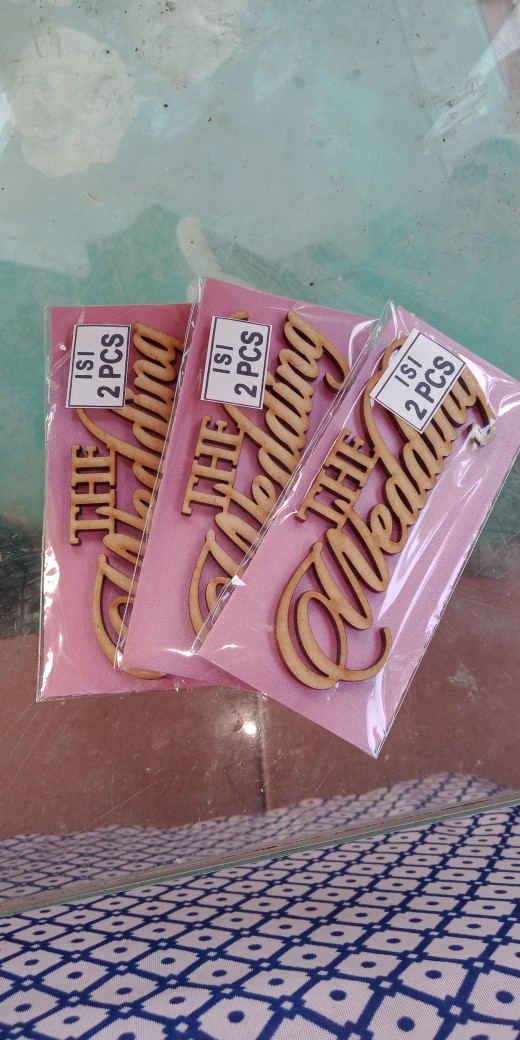 ISI
2 PCS
THE
Wedding
ISI
2 PCS
THE
Wedding
ISI
2 PCS
THE
Wedding